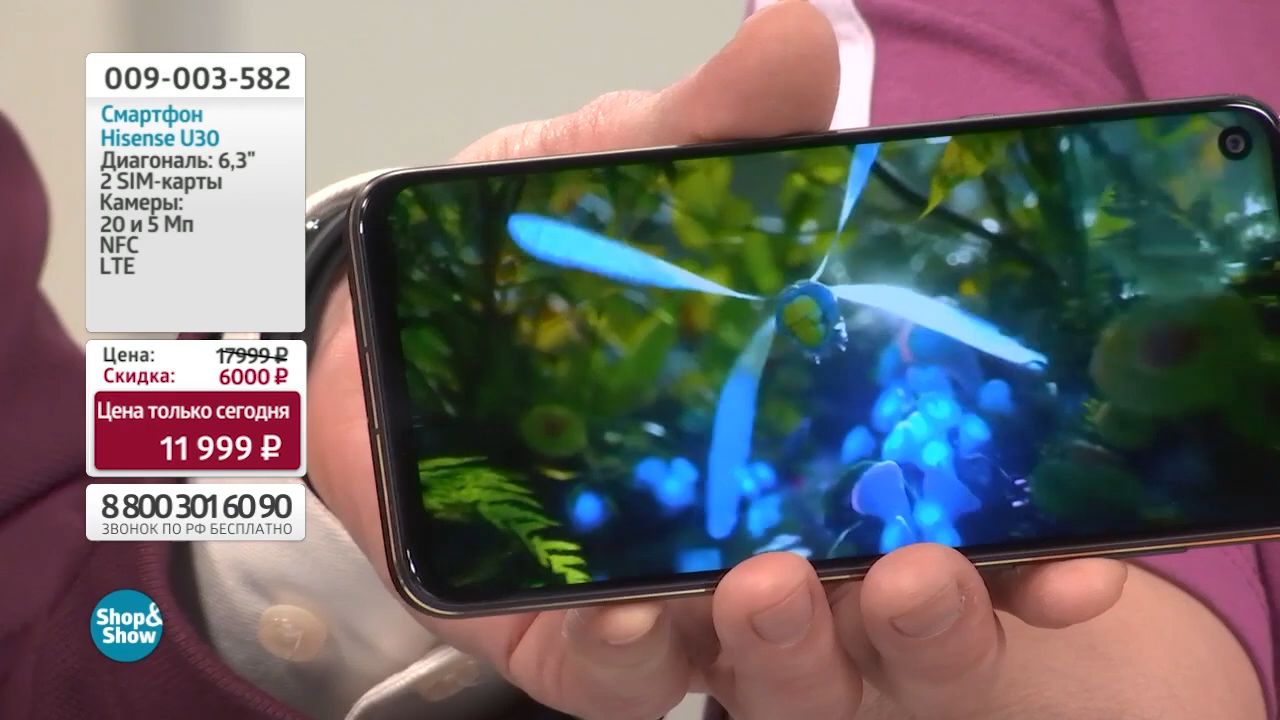 009-003-582
Смартфон
Hisense U30
Диагональ: 6,3"
2 SIM-карты
Камеры:
20 и 5 Мп
NFC
LTE
Цена: 17999 ₽
Скидка: 6000 ₽
Цена только сегодня
11 999 ₽
8 800 301 60 90
ЗВОНОК ПО РФ БЕСПЛАТНО
Shop&
Show